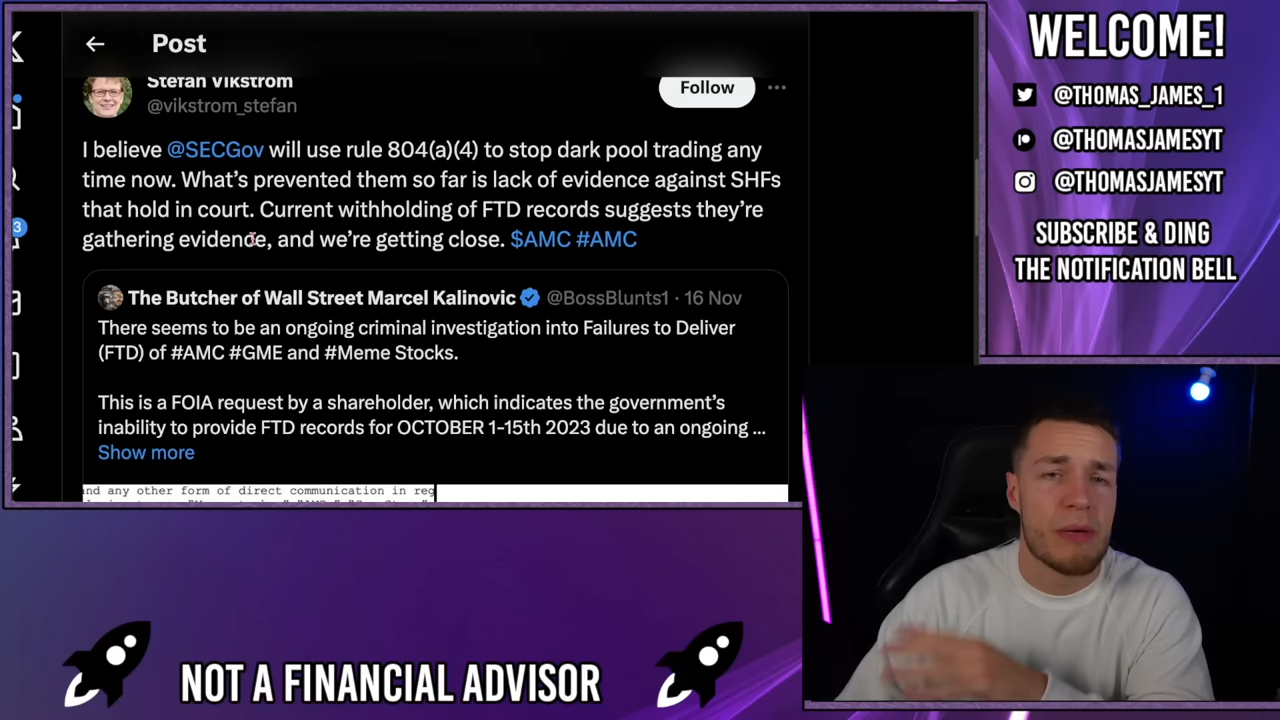 Post
Stefan Vikstrom
@vikstrom_stefan
Follow
I believe @SECGov will use rule 804(a)(4) to stop dark pool trading any
time now. What’s prevented them so far is lack of evidence against SHFs
that hold in court. Current withholding of FTD records suggests they’re
gathering evidence, and we’re getting close. $AMC #AMC
3
The Butcher of Wall Street Marcel Kalinovic @BossBlunts1 · 16 Nov
There seems to be an ongoing criminal investigation into Failures to Deliver
(FTD) of #AMC #GME and #Meme Stocks.
This is a FOIA request by a shareholder, which indicates the government’s
inability to provide FTD records for OCTOBER 1-15th 2023 due to an ongoing ...
Show more
and any other form of direct communication in reg
WELCOME!
@THOMAS_JAMES_1
@THOMASJAMESYT
@THOMASJAMESYT
SUBSCRIBE & DING
THE NOTIFICATION BELL
NOT A FINANCIAL ADVISOR